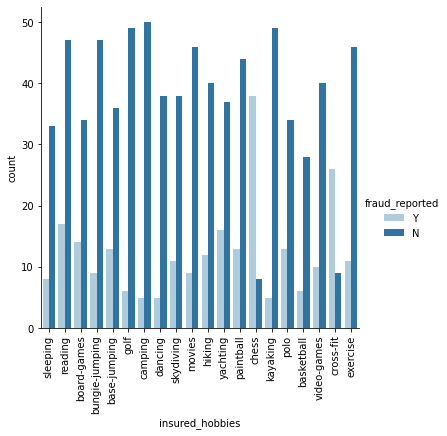 50
40
30
20
10
0
count
fraud_reported
Y
N
sleeping
reading
board-games
bungie-jumping
base-jumping
golf
camping
dancing
skydiving
movies
hiking
yachting
paintball
chess
kayaking
polo
basketball
video-games
cross-fit
exercise
insured_hobbies